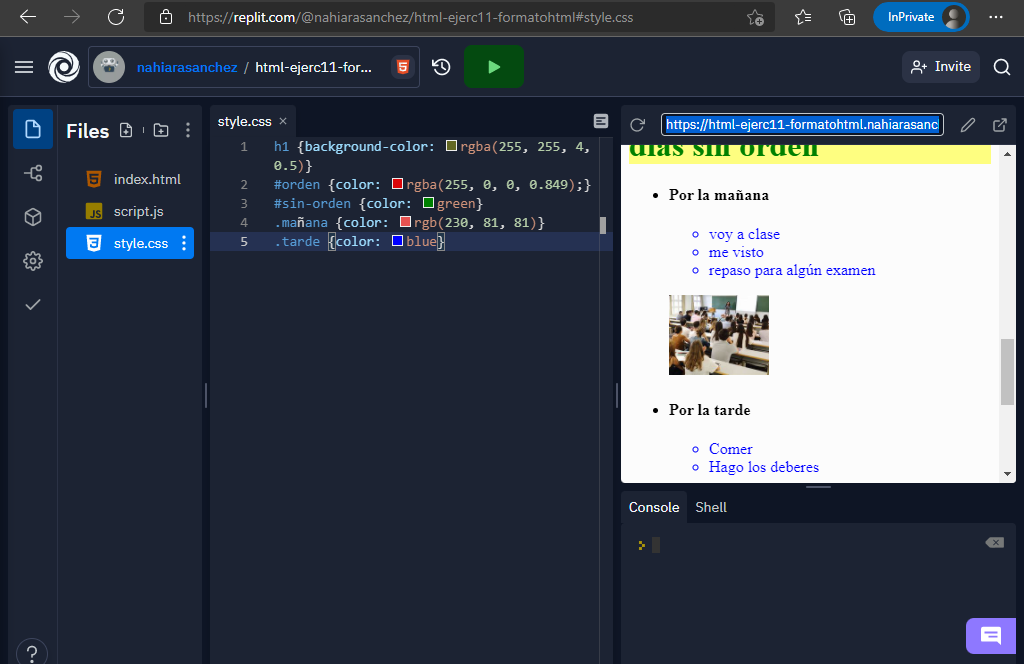 https://replit.com/@nahiarasanchez/html-ejerc11-formatohtml#style.css
InPrivate
nahiarasanchez / html-ejerc11-for...
Invite
Files
index.html
script.js
style.css
style.css ×
1 h1 {background-color: rgba(255, 255, 4,
0.5)}
2 #orden {color: rgba(255, 0, 0, 0.849);}
3 #sin-orden {color: green}
4 .mañana {color: rgb(230, 81, 81)}
5 .tarde {color: blue}
https://html-ejerc11-formatohtml.nahiarasanc
días sin orden
Por la mañana
voy a clase
me visto
repaso para algún examen
Por la tarde
Comer
Hago los deberes
Console
Shell
>
?